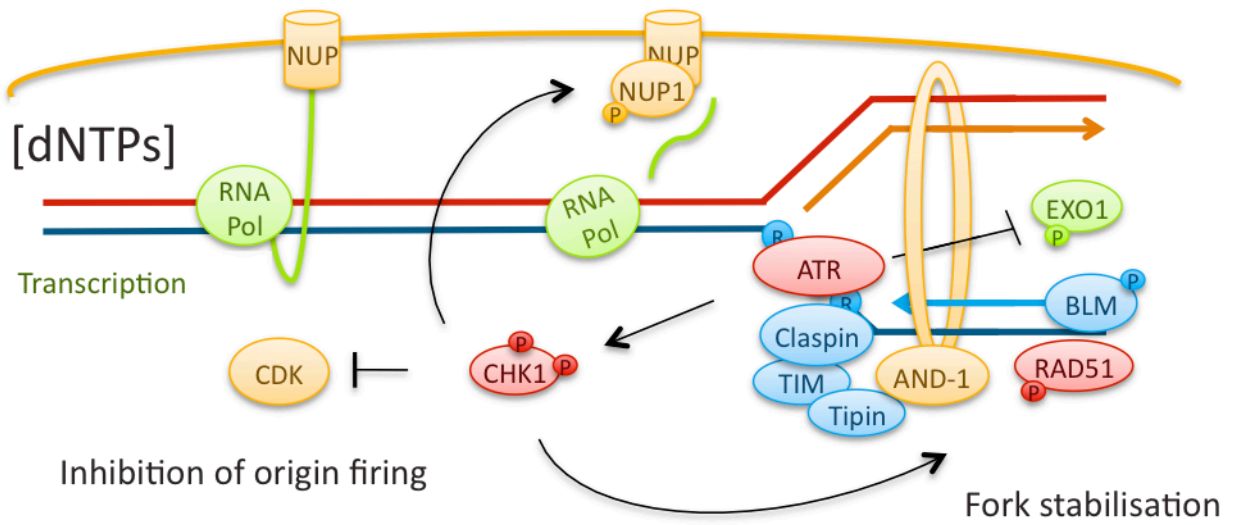 NUP
NUP
NUP1
P
[dNTPs]
RNA
Pol
RNA
Pol
EXO1
P
R
ATR
Transcription
P
R
BLM
Claspin
P
CDK
CHK1
P
TIM
AND-1
RAD51
P
Tipin
Inhibition of origin firing
Fork stabilisation